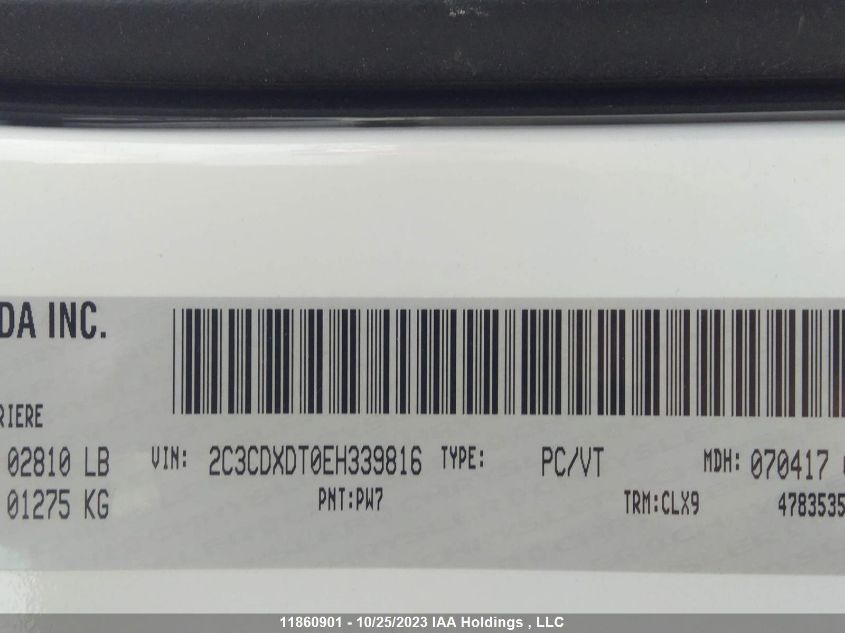 DA INC.
RIERE
02810 LB VIN: 2C3CDXDT0EH339816 TYPE: PC/VT MDH: 070417
01275 KG PNT:PW7 TRM:CLX9 4783535
11860901 - 10/25/2023 IAA Holdings , LLC